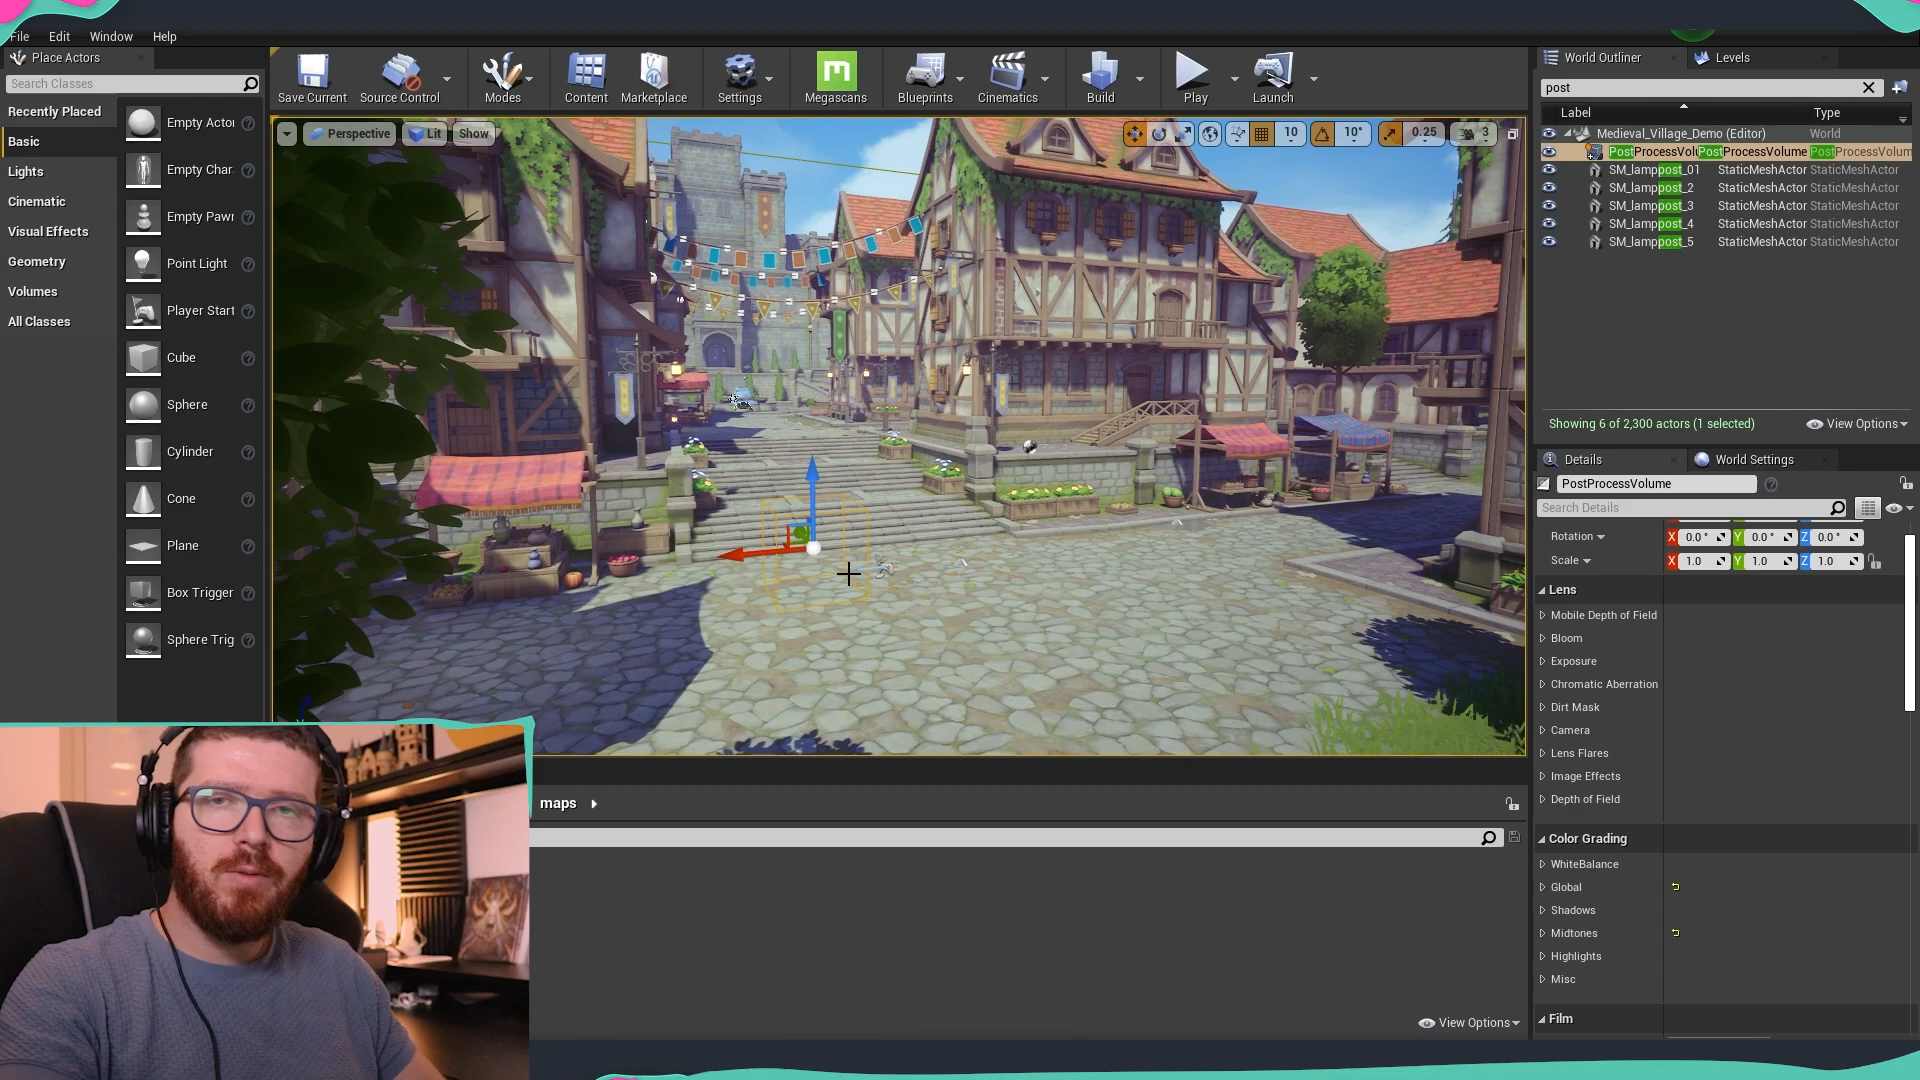 File Edit Window Help
Place Actors
Search Classes
Recently Placed
Basic
Lights
Cinematic
Visual Effects
Geometry
Volumes
All Classes
Empty Actor
Empty Char
Empty Pawn
Point Light
Player Start
Cube
Sphere
Cylinder
Cone
Plane
Box Trigger
Sphere Trig
Save Current
Source Control
Modes
Content
Marketplace
Settings
Megascans
Blueprints
Cinematics
Build
Play
Launch
Perspective Lit Show
10 10° 0.25 3
maps
View Options
World Outliner Levels
post
Label Type
Medieval_Village_Demo (Editor) World
PostProcessVolu PostProcessVolume PostProcessVolum
SM_lamppost_01 StaticMeshActor StaticMeshActor
SM_lamppost_2 StaticMeshActor StaticMeshActor
SM_lamppost_3 StaticMeshActor StaticMeshActor
SM_lamppost_4 StaticMeshActor StaticMeshActor
SM_lamppost_5 StaticMeshActor StaticMeshActor
Showing 6 of 2,300 actors (1 selected) View Options
Details World Settings
PostProcessVolume
Search Details
Rotation X 0.0 ° Y 0.0 ° Z 0.0 °
Scale X 1.0 Y 1.0 Z 1.0
Lens
Mobile Depth of Field
Bloom
Exposure
Chromatic Aberration
Dirt Mask
Camera
Lens Flares
Image Effects
Depth of Field
Color Grading
WhiteBalance
Global
Shadows
Midtones
Highlights
Misc
Film